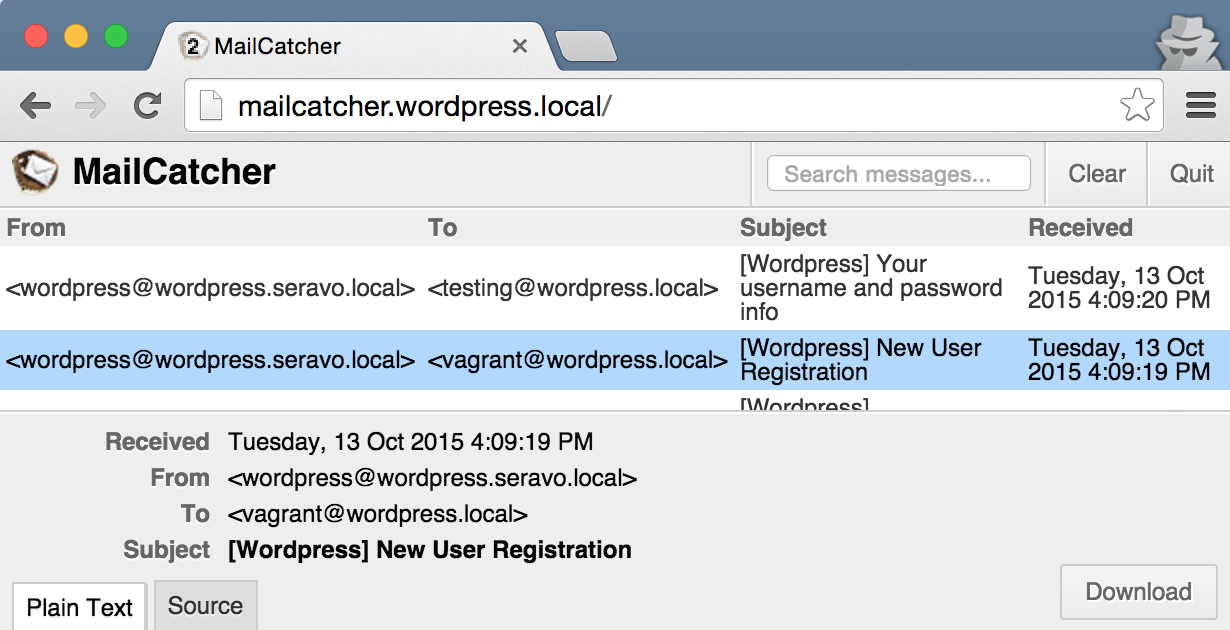 2 MailCatcher
mailcatcher.wordpress.local/
MailCatcher
Search messages...
Clear
Quit
From To Subject Received
<wordpress@wordpress.seravo.local> <testing@wordpress.local>
[Wordpress] Your
username and password
info
Tuesday, 13 Oct
2015 4:09:20 PM
<wordpress@wordpress.seravo.local> <vagrant@wordpress.local>
[Wordpress] New User
Registration
Tuesday, 13 Oct
2015 4:09:19 PM
[Wordpress]
Received Tuesday, 13 Oct 2015 4:09:19 PM
From <wordpress@wordpress.seravo.local>
To <vagrant@wordpress.local>
Subject [Wordpress] New User Registration
Plain Text
Source
Download